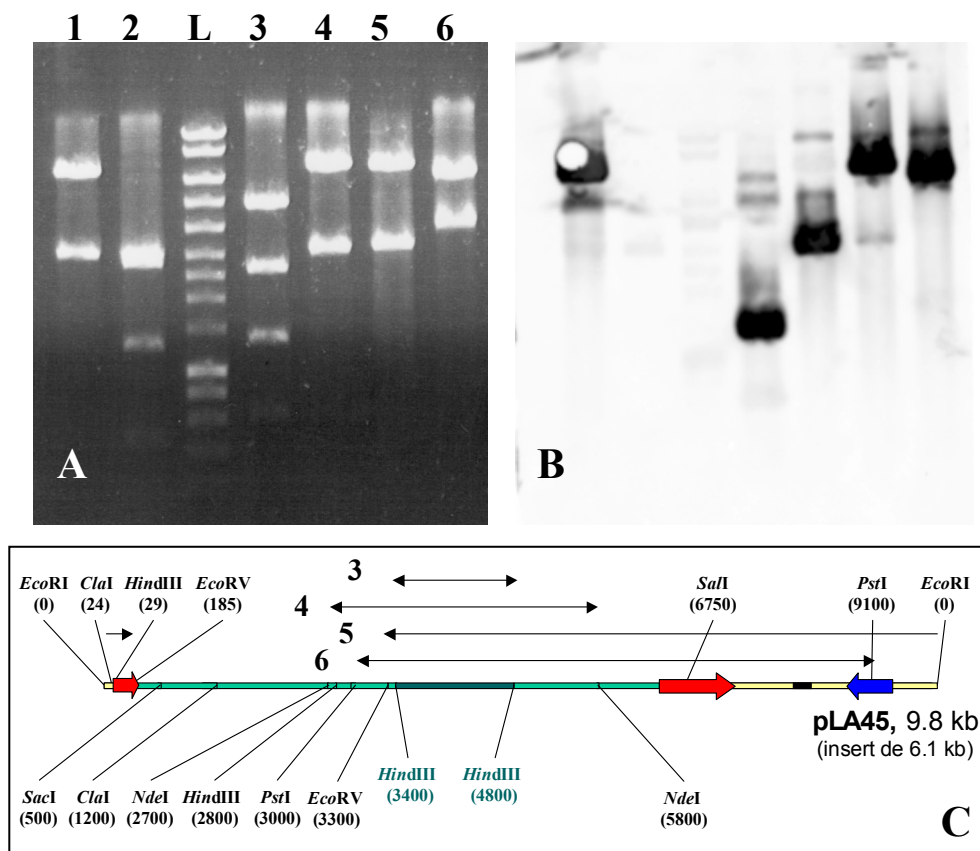 1 2 L 3 4 5 6
A
B
3
EcoRI ClaI HindIII EcoRV
(0) (24) (29) (185)
4
SalI
(6750)
PstI
(9100)
EcoRI
(0)
5
6
pLA45, 9.8 kb
(insert de 6.1 kb)
HindIII HindIII
(3400) (4800)
SacI ClaI NdeI HindIII PstI EcoRV
(500) (1200) (2700) (2800) (3000) (3300)
NdeI
(5800)
C